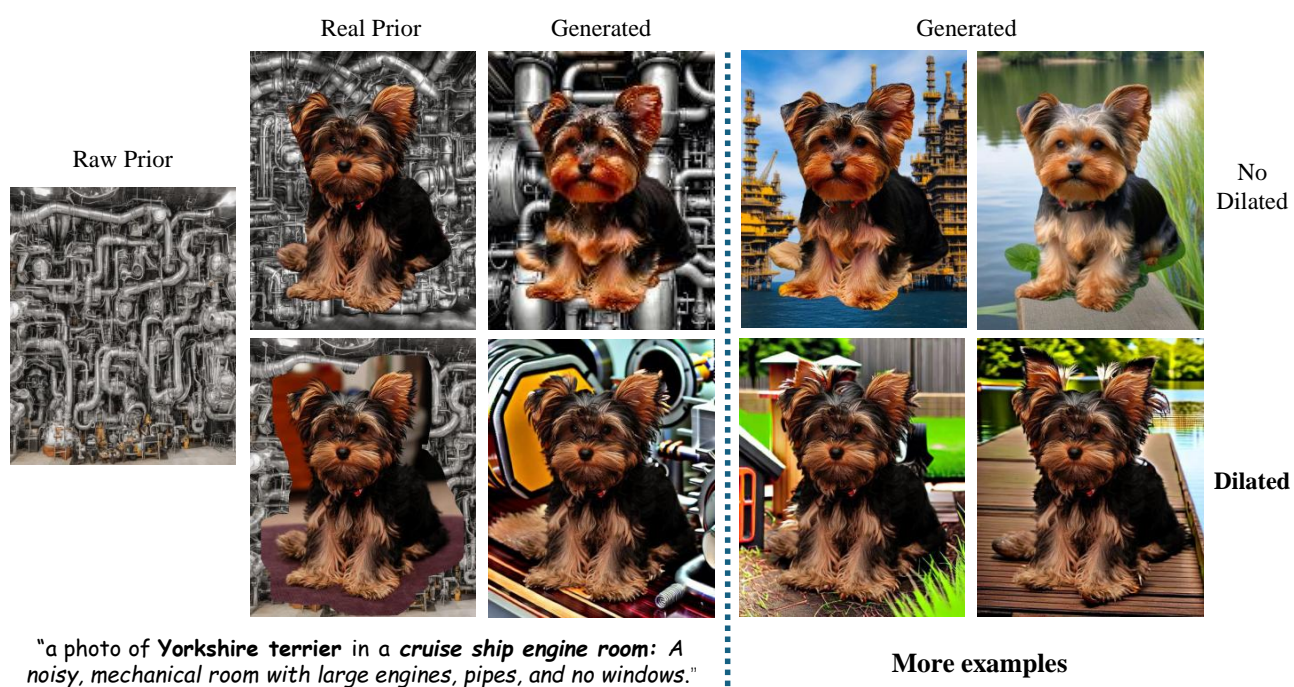 Real Prior
Generated
Generated
Raw Prior
No
Dilated
Dilated
“a photo of Yorkshire terrier in a cruise ship engine room: A
noisy, mechanical room with large engines, pipes, and no windows.”
More examples